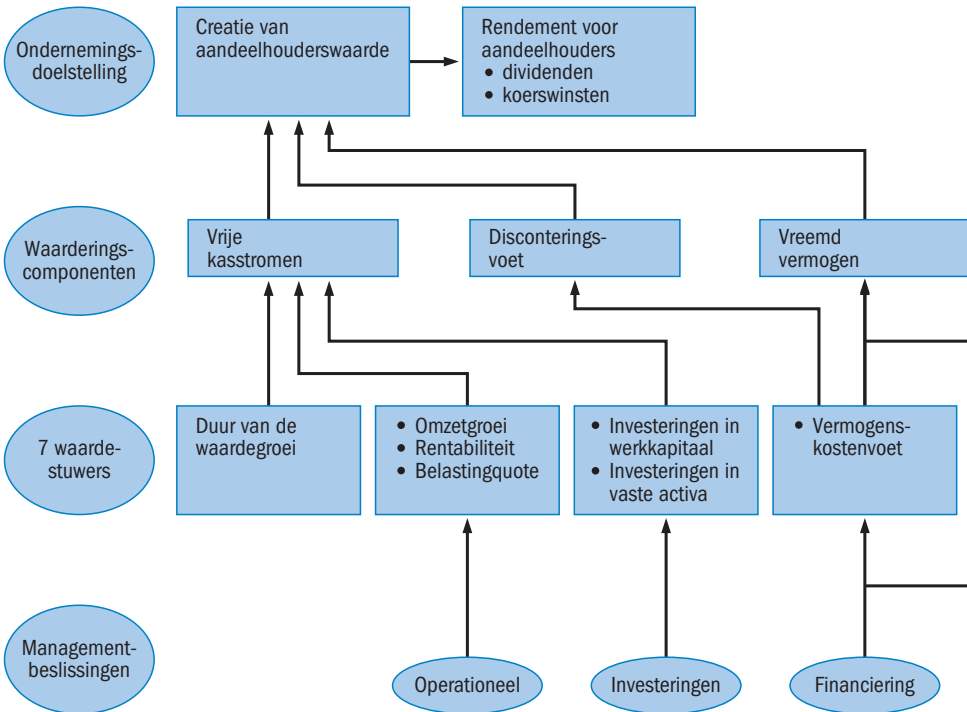 Ondernemings-
doelstelling
Creatie van
aandeelhouderswaarde
Rendement voor
aandeelhouders
• dividenden
• koerswinsten
Waarderings-
componenten
Vrije
kasstromen
Disconterings-
voet
Vreemd
vermogen
7 waarde-
stuwers
Duur van de
waardegroei
• Omzetgroei
• Rentabiliteit
• Belastingquote
• Investeringen in
werkkapitaal
• Investeringen in
vaste activa
• Vermogens-
kostenvoet
Management-
beslissingen
Operationeel
Investeringen
Financiering